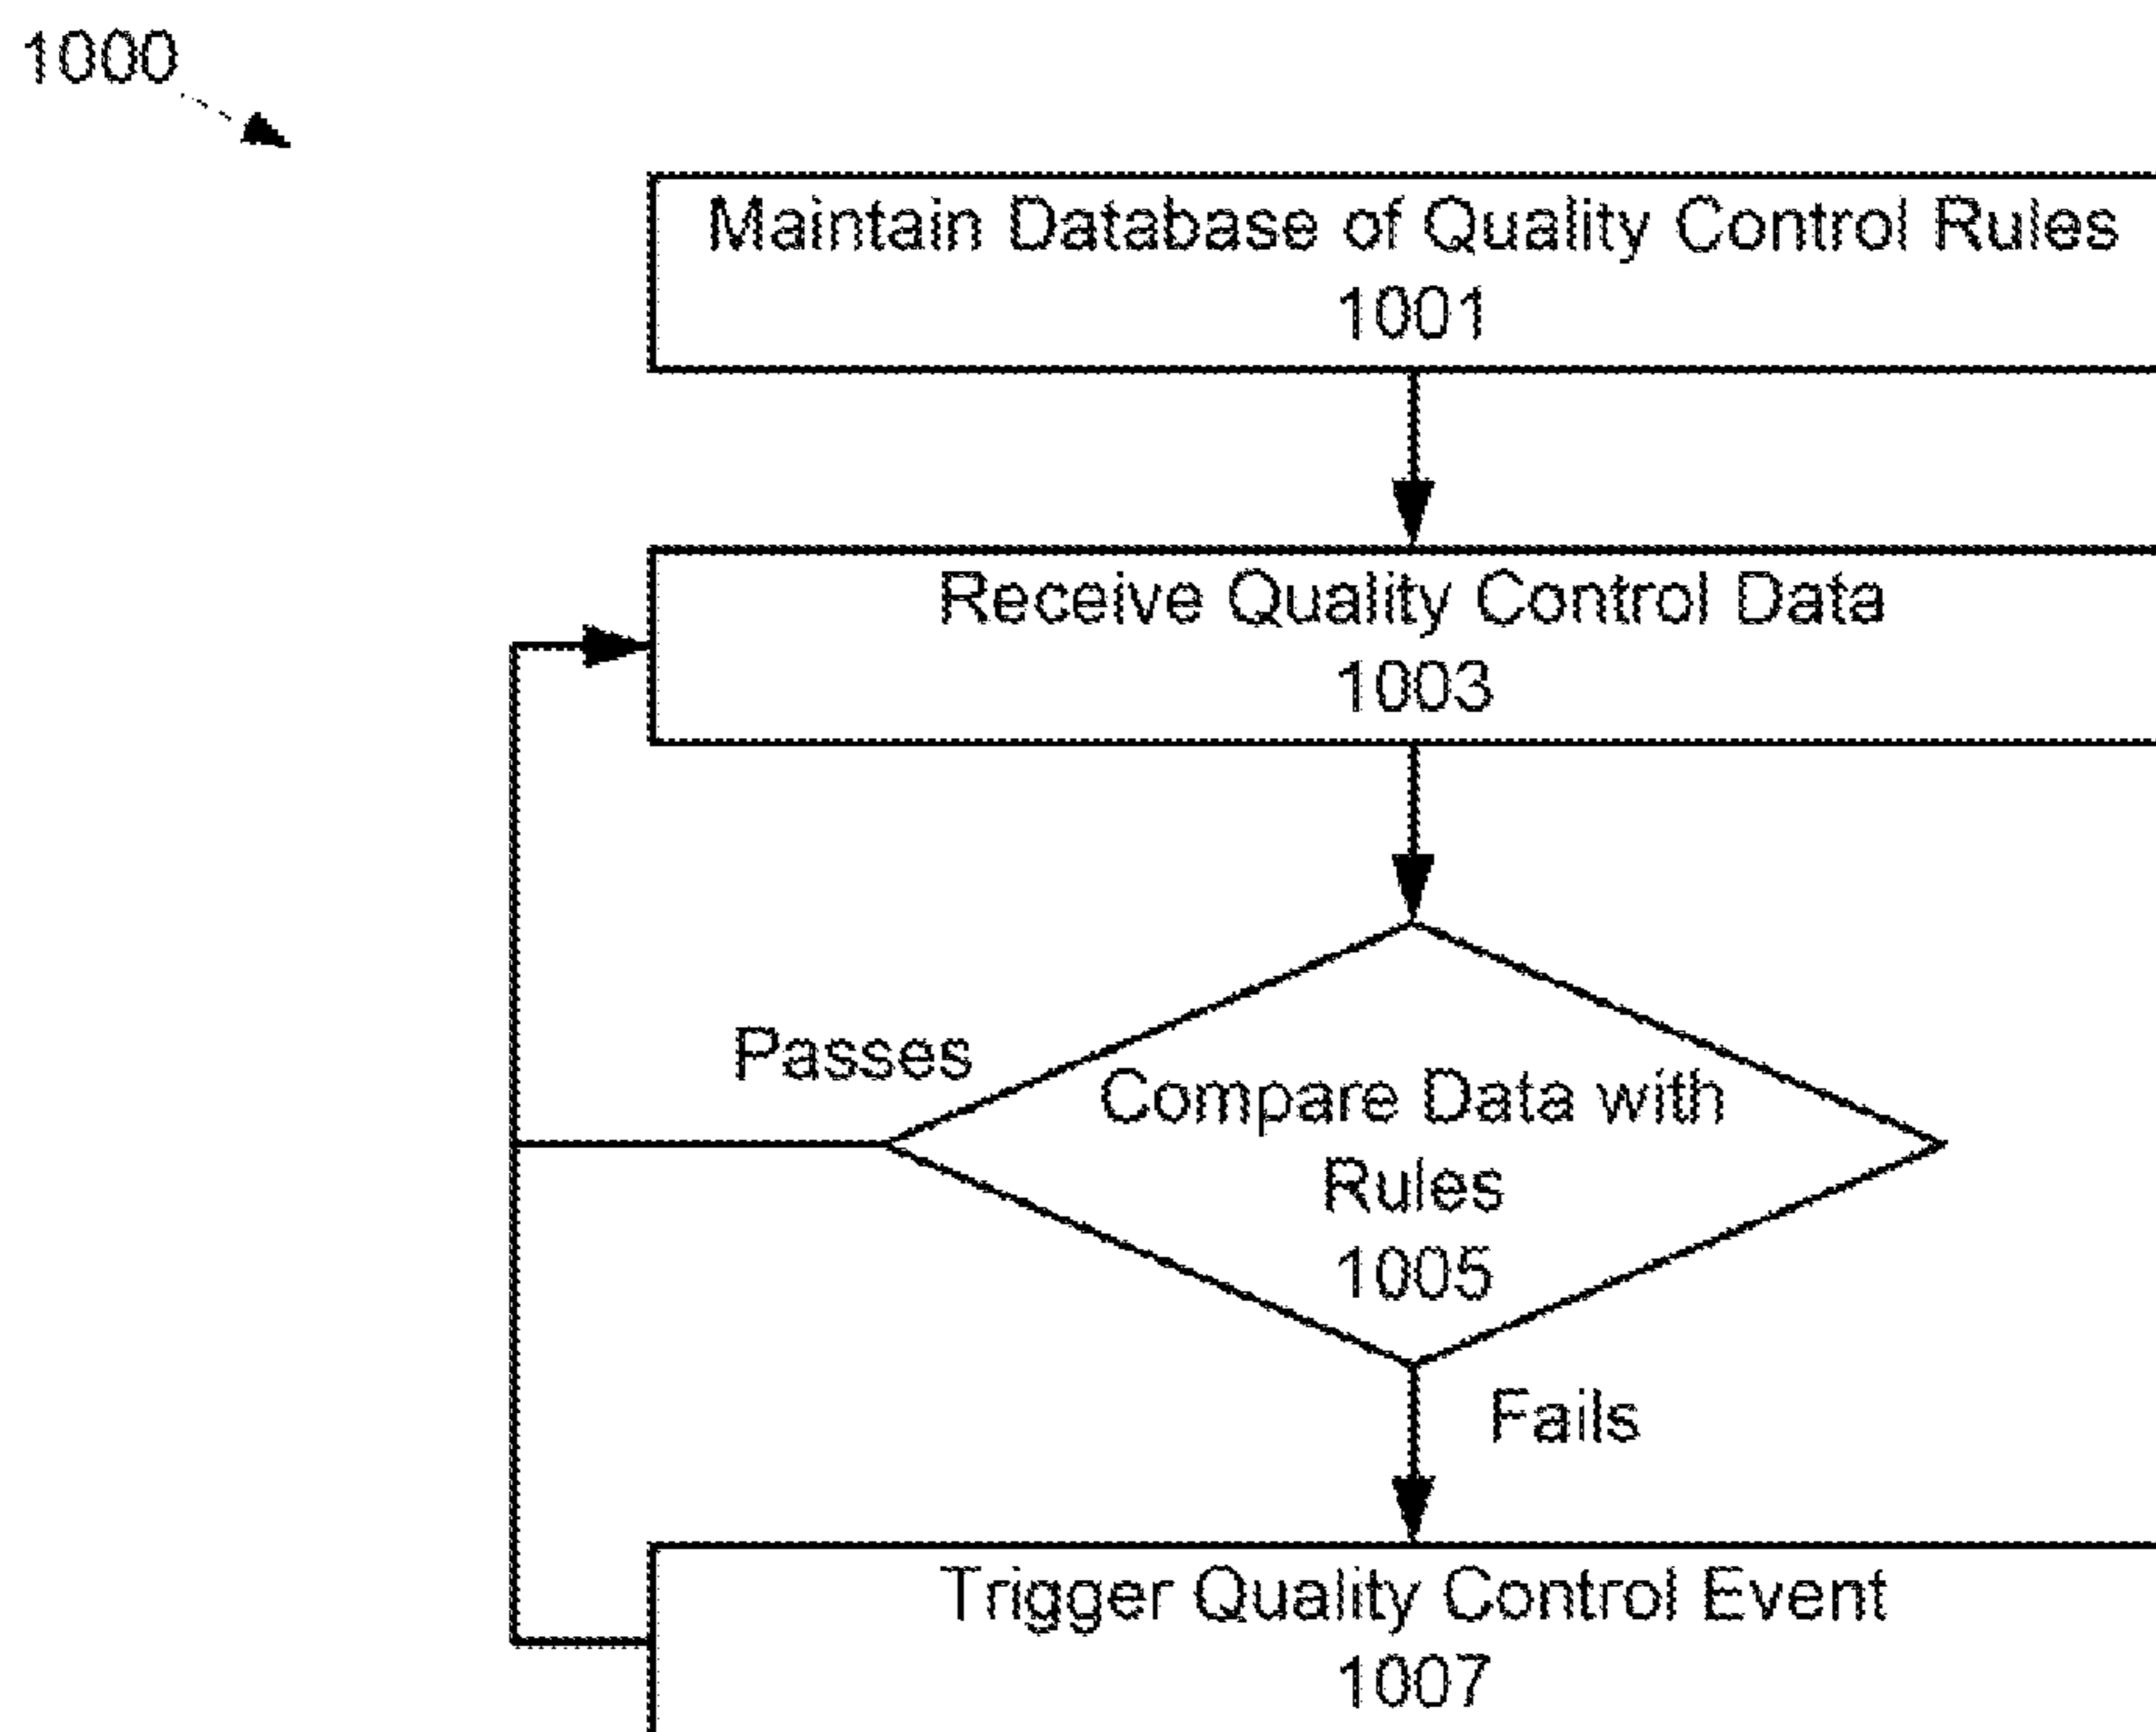 1000
Maintain Database of Quality Control Rules
1001
Receive Quality Control Data
1003
Passes
Compare Data with
Rules
1005
Fails
Trigger Quality Control Event
1007